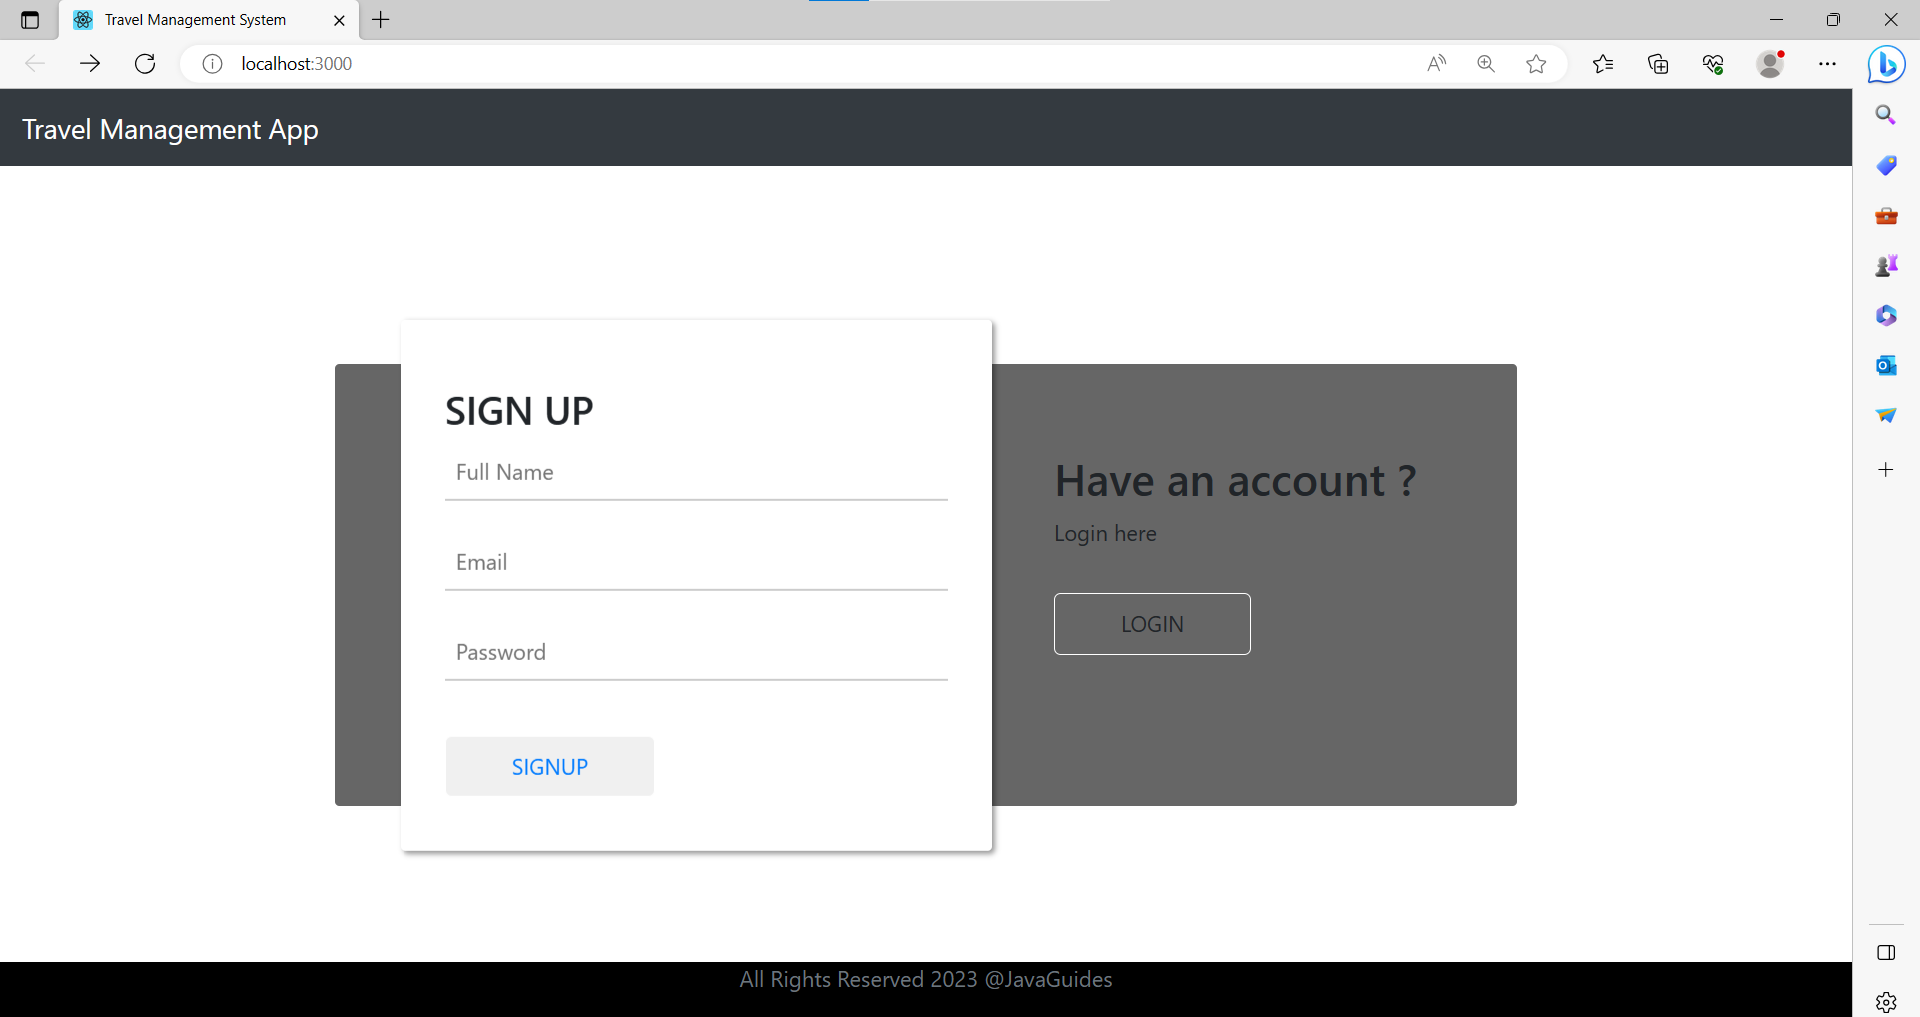 Travel Management System
localhost:3000
Travel Management App
SIGN UP
Full Name
Email
Password
SIGNUP
Have an account ?
Login here
LOGIN
All Rights Reserved 2023 @JavaGuides